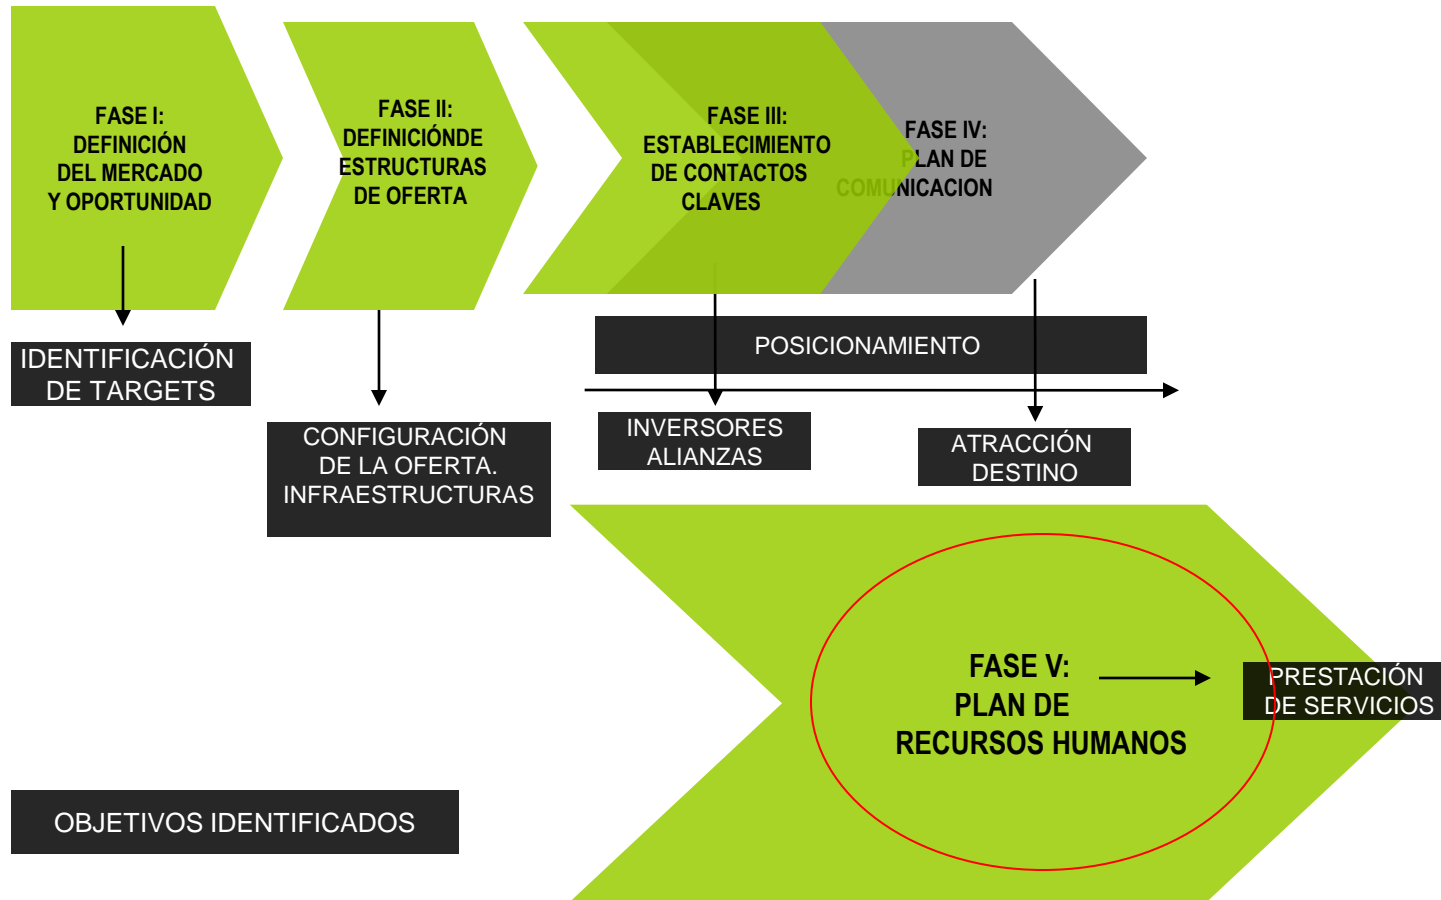 FASE I:
DEFINICIÓN
DEL MERCADO
Y OPORTUNIDAD
FASE II:
DEFINICIÓNDE
ESTRUCTURAS
DE OFERTA
FASE III:
ESTABLECIMIENTO
DE CONTACTOS
CLAVES
FASE IV:
PLAN DE
COMUNICACION
IDENTIFICACIÓN
DE TARGETS
CONFIGURACIÓN
DE LA OFERTA.
INFRAESTRUCTURAS
POSICIONAMIENTO
INVERSORES
ALIANZAS
ATRACCIÓN
DESTINO
FASE V:
PLAN DE
RECURSOS HUMANOS
PRESTACIÓN
DE SERVICIOS
OBJETIVOS IDENTIFICADOS